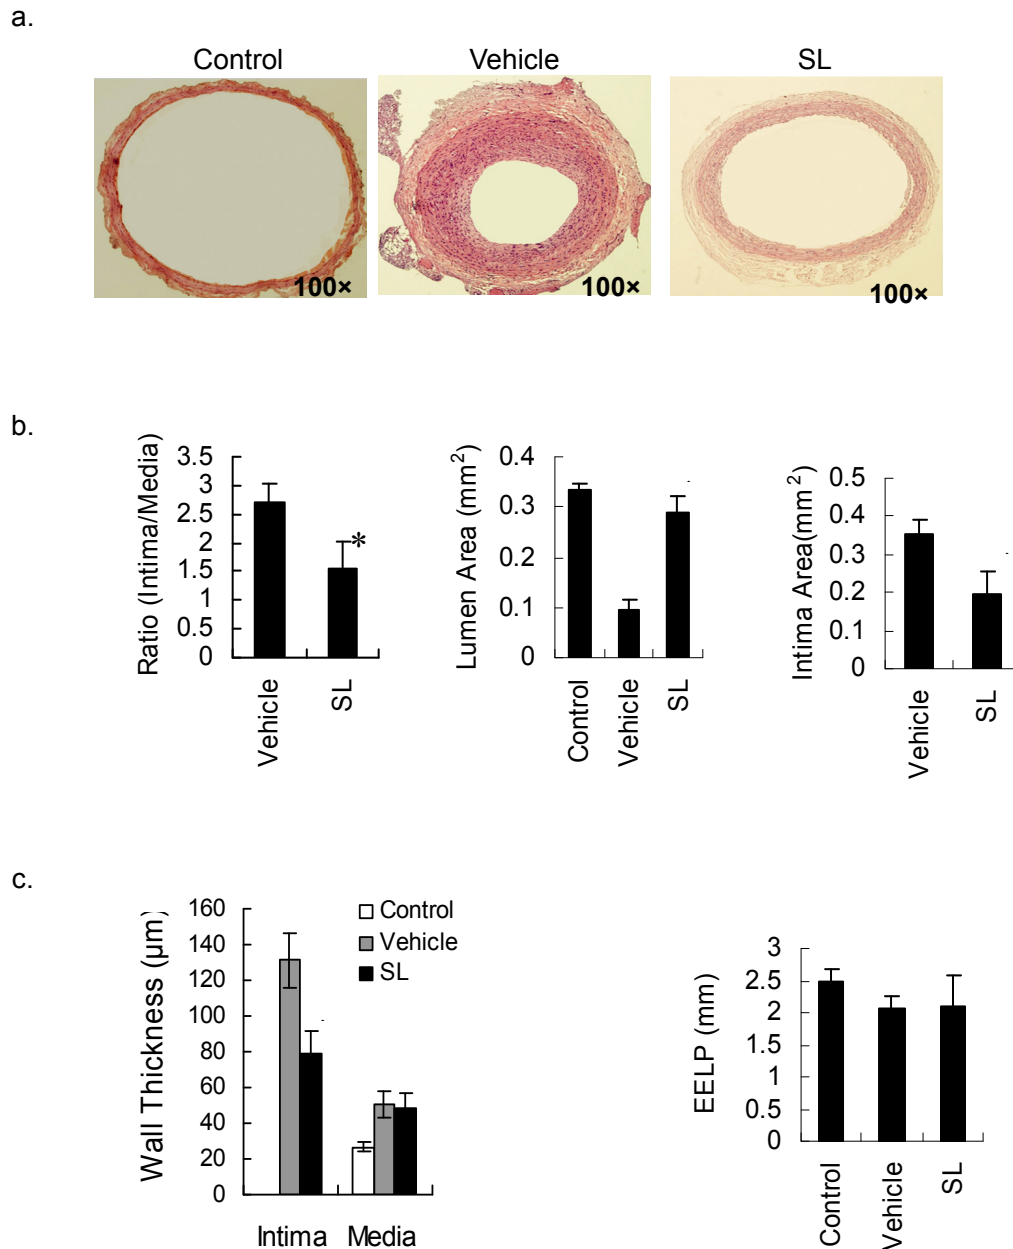 a.
Control Vehicle SL
100× 100× 100×
b.
Ratio (Intima/Media)
3.5
3
2.5
2
1.5
1
0.5
0
*
Vehicle SL
Lumen Area (mm²)
0.4
0.3
0.2
0.1
0
Control Vehicle SL
Intima Area(mm²)
0.5
0.4
0.3
0.2
0.1
0
Vehicle SL
c.
Wall Thickness (µm)
160
140
120
100
80
60
40
20
0
Control
Vehicle
SL
Intima Media
EELP (mm)
3
2.5
2
1.5
1
0.5
0
Control Vehicle SL